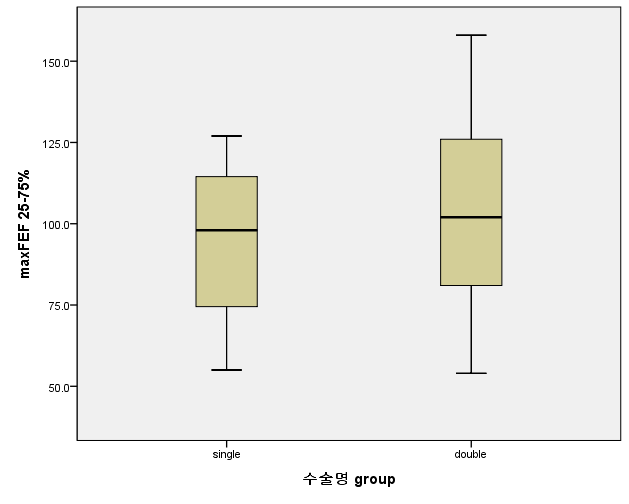 maxFEF 25-75%
150.0
125.0
100.0
75.0
50.0
single
double
수술명 group